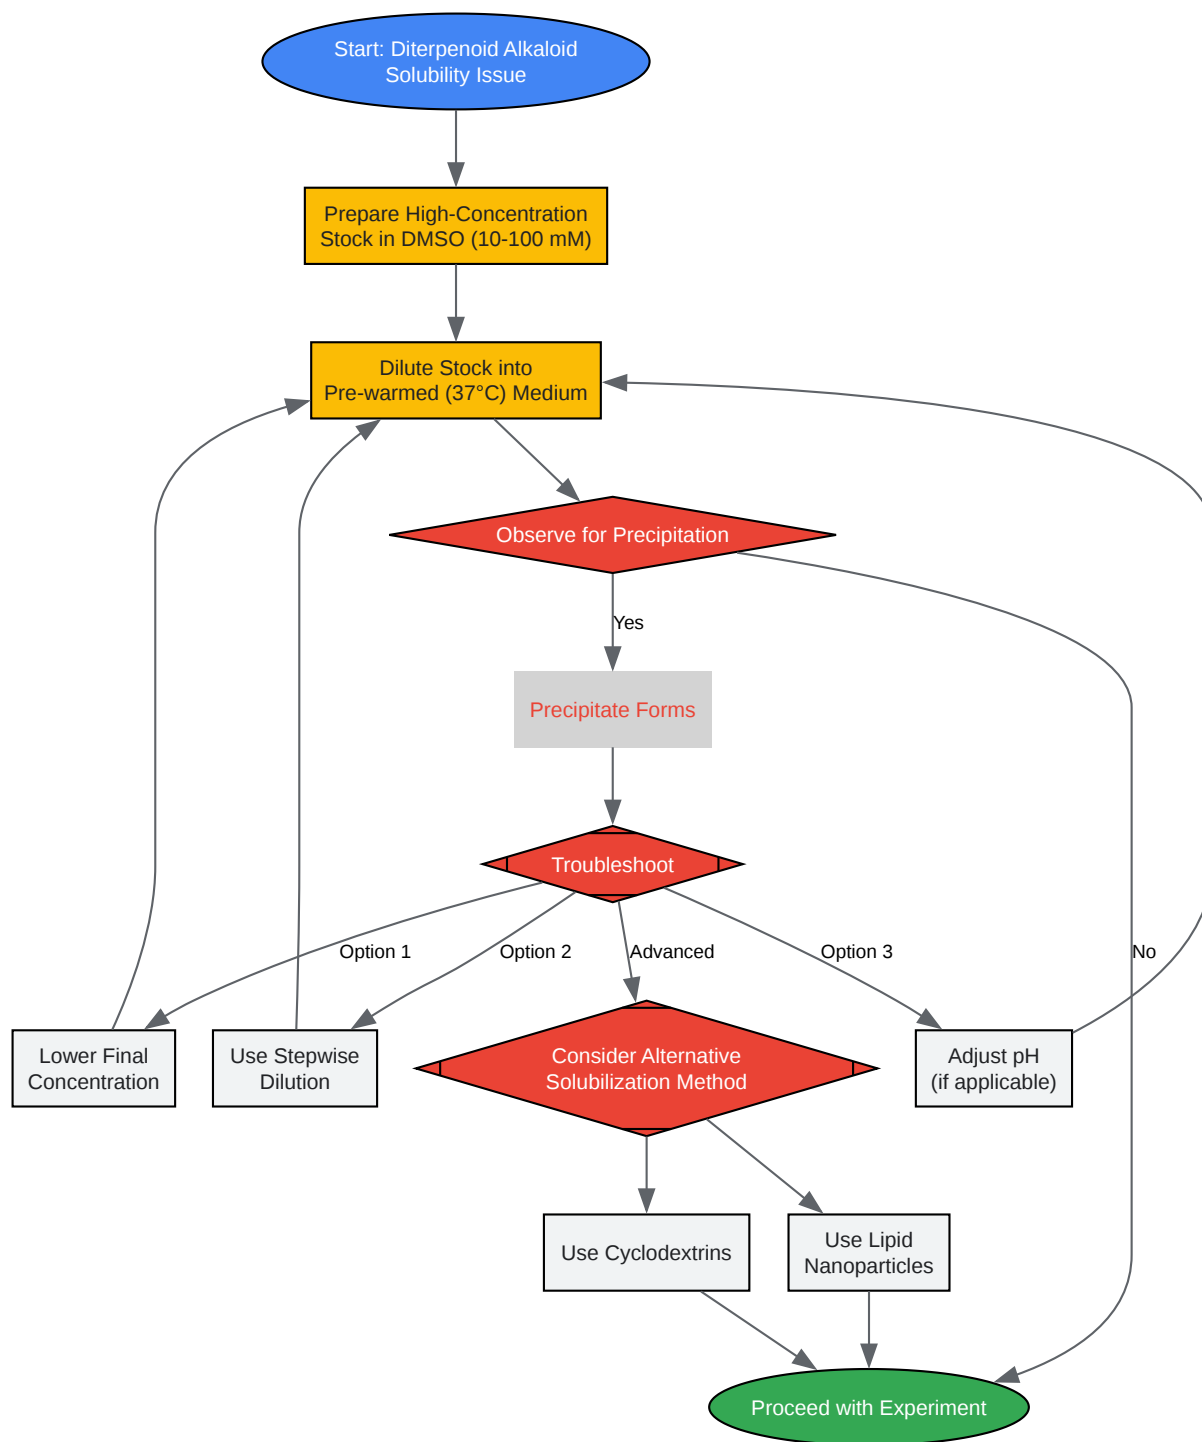 Start: Diterpenoid Alkaloid
Solubility Issue
Prepare High-Concentration
Stock in DMSO (10-100 mM)
Dilute Stock into
Pre-warmed (37°C) Medium
Observe for Precipitation
Yes
Precipitate Forms
Troubleshoot
Option 1
Option 2
Advanced
Option 3
No
Lower Final
Concentration
Use Stepwise
Dilution
Consider Alternative
Solubilization Method
Adjust pH
(if applicable)
Use Cyclodextrins
Use Lipid
Nanoparticles
Proceed with Experiment